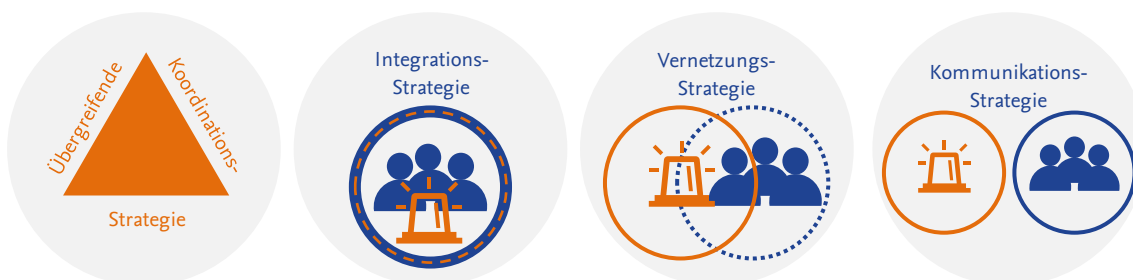 Übergreifende
Koordinations-
Strategie
Integrations-
Strategie
Vernetzungs-
Strategie
Kommunikations-
Strategie